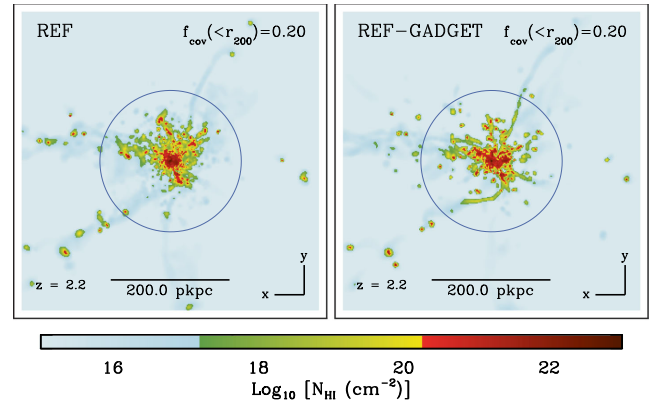 REF f_cov(<r_200)=0.20
REF-GADGET f_cov(<r_200)=0.20
y
z = 2.2 200.0 pkpc x
y
z = 2.2 200.0 pkpc x
16 18 20 22
Log_10 [N_HI (cm^-2)]